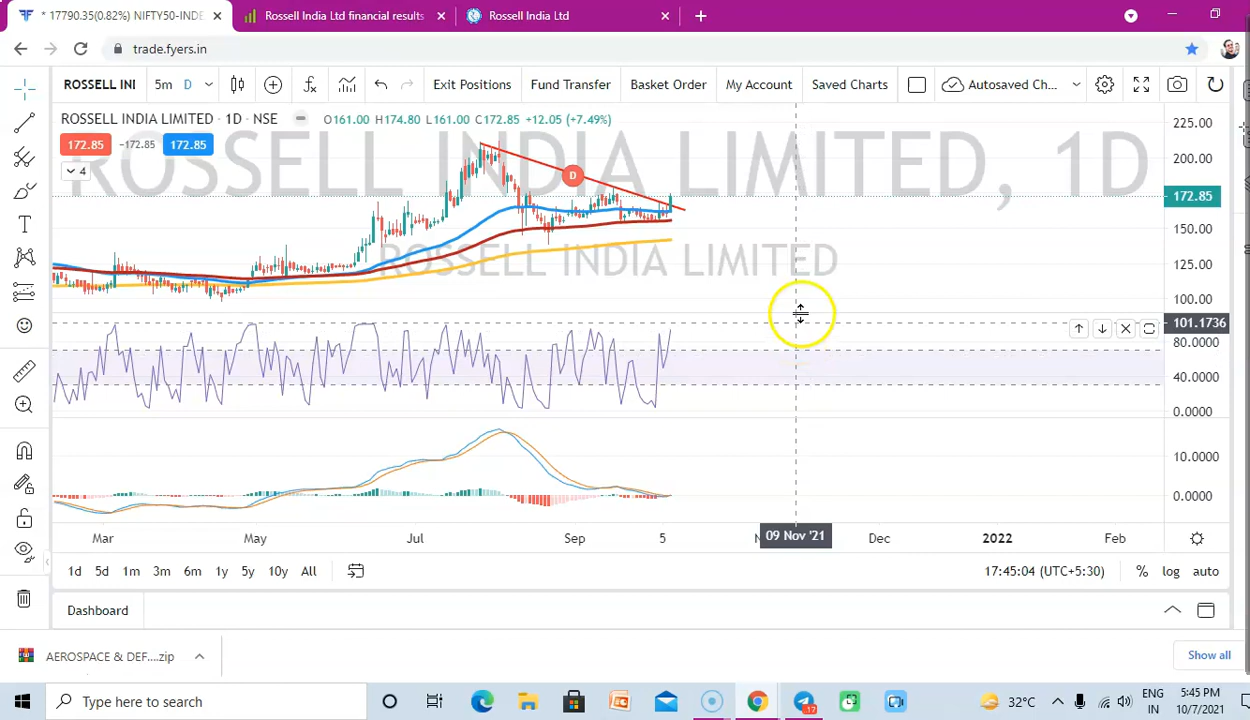 * 17790.35(0.82%) NIFTY50-INDE
Rossell India Ltd financial results
Rossell India Ltd
trade.fyers.in
ROSSELL INI
5m
D
Exit Positions
Fund Transfer
Basket Order
My Account
Saved Charts
Autosaved Ch...
ROSSELL INDIA LIMITED · 1D · NSE
O161.00 H174.80 L161.00 C172.85 +12.05 (+7.49%)
172.85
−172.85
172.85
4
ROSSELL INDIA LIMITED, 1D
ROSSELL INDIA LIMITED
D
225.00
200.00
172.85
150.00
125.00
100.00
101.1736
80.0000
40.0000
0.0000
10.0000
0.0000
Mar
May
Jul
Sep
5
09 Nov '21
Dec
2022
Feb
1d
5d
1m
3m
6m
1y
5y
10y
All
17:45:04 (UTC+5:30)
%
log
auto
Dashboard
AEROSPACE & DEF....zip
Show all
Type here to search
32°C
ENG
IN
5:45 PM
10/7/2021